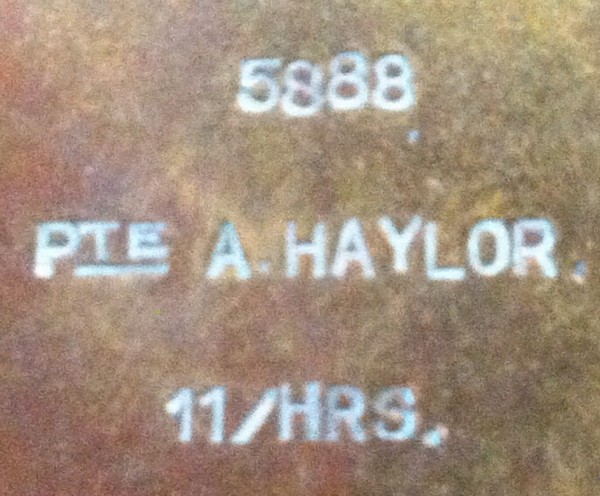 5888
PTE A. HAYLOR.
11/HRS.